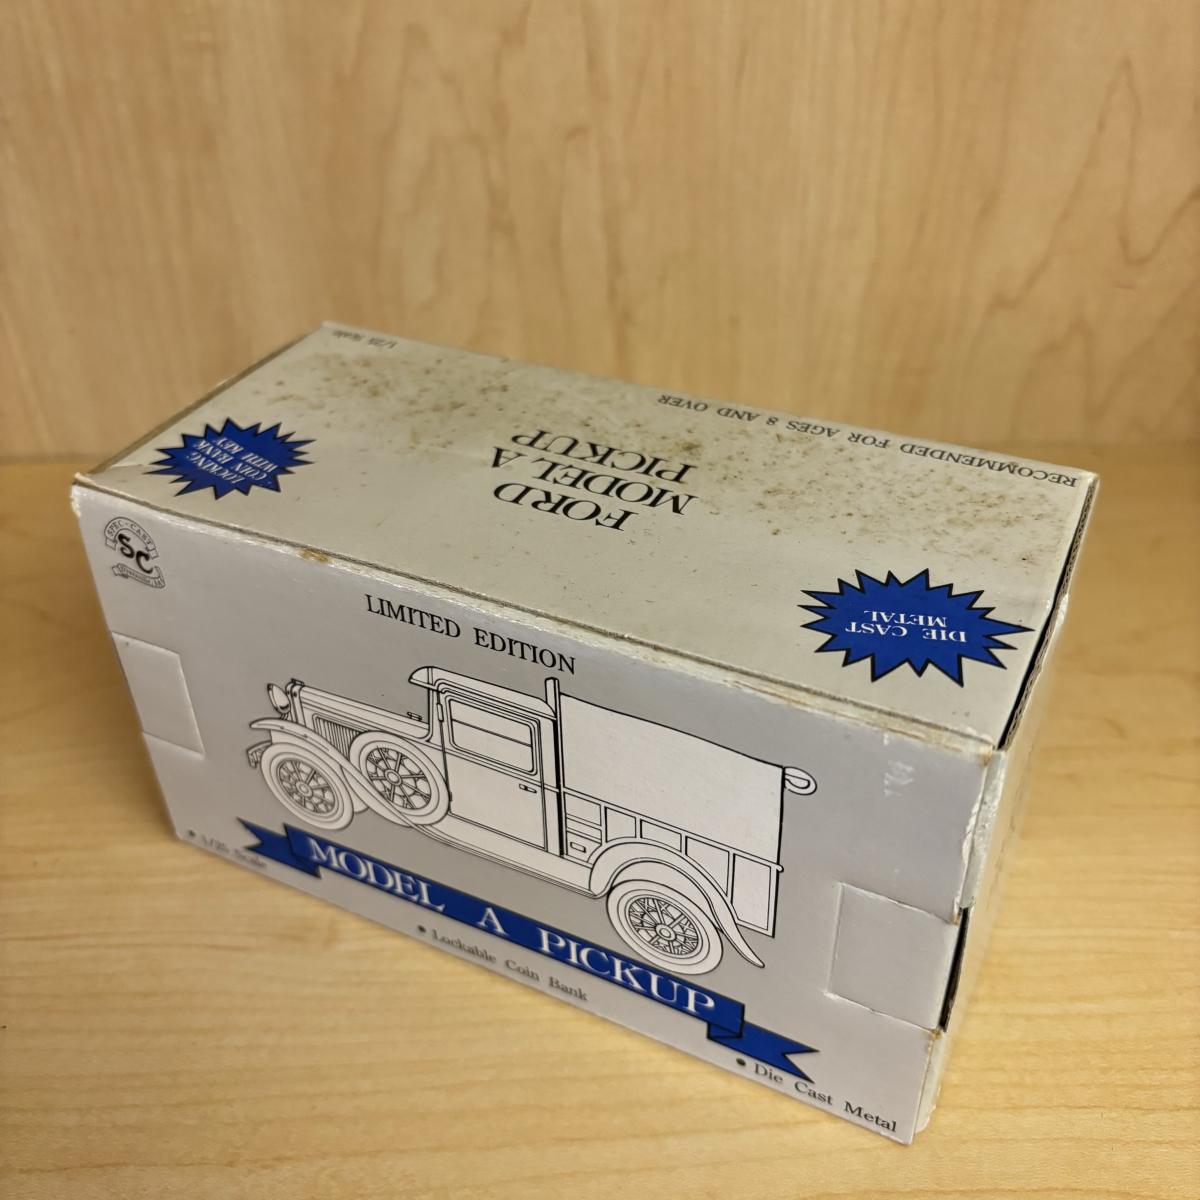 1/25 Scale
RECOMMENDED FOR AGES 8 AND OVER
FORD
MODEL A
PICKUP
LOCKING
COIN BANK
WITH KEY
DIE CAST
METAL
SPEC-CAST
SC
LIMITED EDITION
MODEL A PICKUP
• 1/25 Scale
• Lockable Coin Bank
• Die Cast Metal